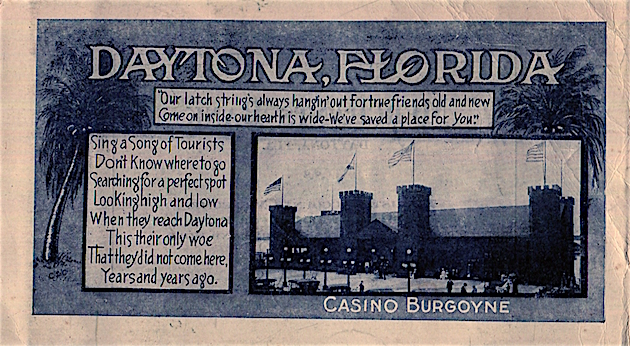 DAYTONA, FLORIDA
"Our latch string's always hangin' out For true friends old and new
Come on inside-our hearth is wide-We've saved a place for You."
Sing a Song of Tourists
Don't Know where to go
Searching for a perfect spot
Looking high and low
When they reach Daytona
This their only woe
That they did not come here,
Years and years ago.
CASINO BURGOYNE